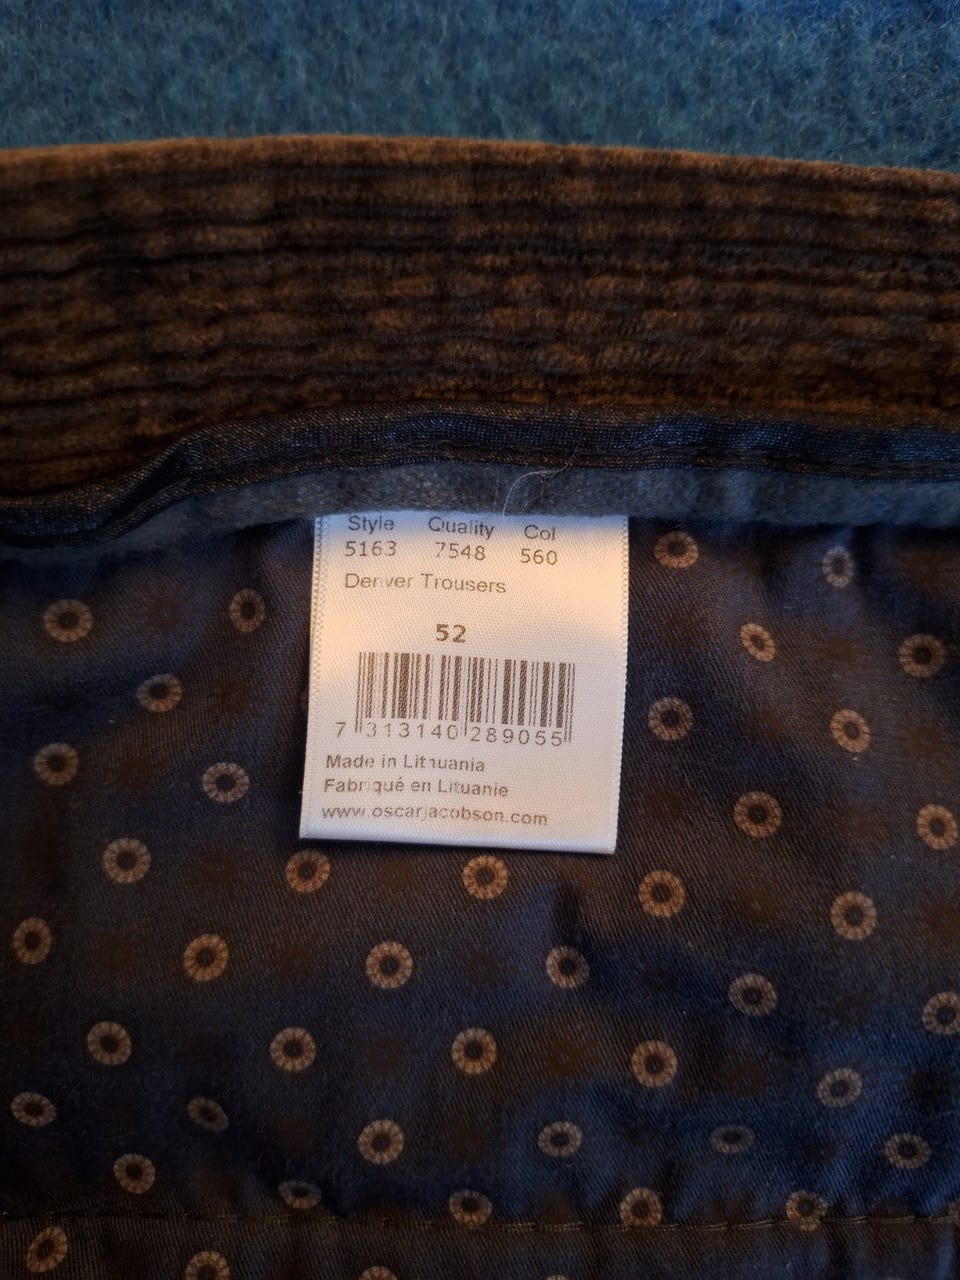 Style Quality Col
5163 7548 560
Denver Trousers
52
7 313140 289055
Made in Lithuania
Fabriqué en Lituanie
www.oscarjacobson.com